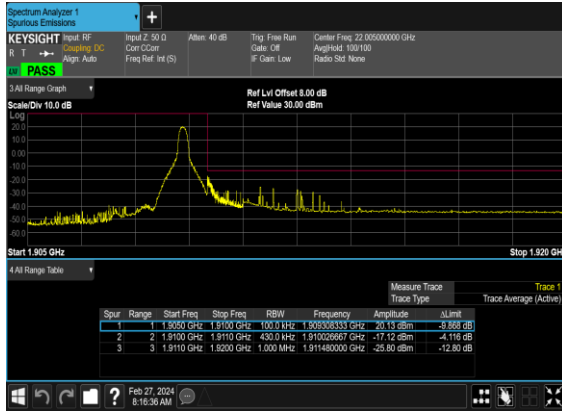 Spectrum Analyzer 1
Spurious Emissions
KEYSIGHT Input: RF Input Z: 50 Ω Atten: 40 dB Trig: Free Run Center Freq: 22.005000000 GHz
R T Coupling: DC Corr CCorr Gate: Off Avg|Hold: 100/100
Align: Auto Freq Ref: Int (S) IF Gain: Low Radio Std: None
PASS
3 All Range Graph Ref Lvl Offset 8.00 dB
Scale/Div 10.0 dB Ref Value 30.00 dBm
Log
20.0
10.0
0.00
-10.0
-20.0
-30.0
-40.0
-50.0
-60.0
Start 1.905 GHz Stop 1.920 GH
4 All Range Table
Measure Trace Trace 1
Trace Type Trace Average (Active)
Spur Range Start Freq Stop Freq RBW Frequency Amplitude ΔLimit
1 1 1.9050 GHz 1.9100 GHz 100.0 kHz 1.909308333 GHz 20.13 dBm -9.868 dB
2 2 1.9100 GHz 1.9110 GHz 430.0 kHz 1.910026667 GHz -17.12 dBm -4.116 dB
3 3 1.9110 GHz 1.9200 GHz 1.000 MHz 1.911480000 GHz -25.80 dBm -12.80 dB
? Feb 27, 2024
8:16:36 AM